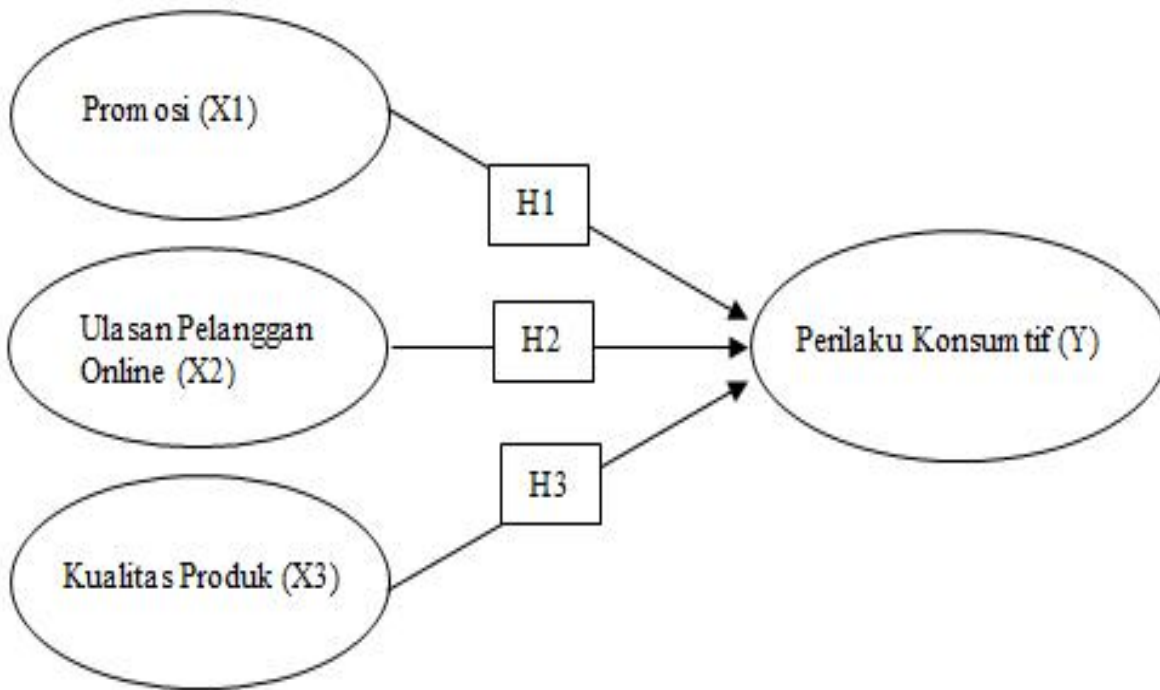 Promosi (X1)
H1
Ulasan Pelanggan
Online (X2)
H2
Perilaku Konsumtif (Y)
H3
Kualitas Produk (X3)